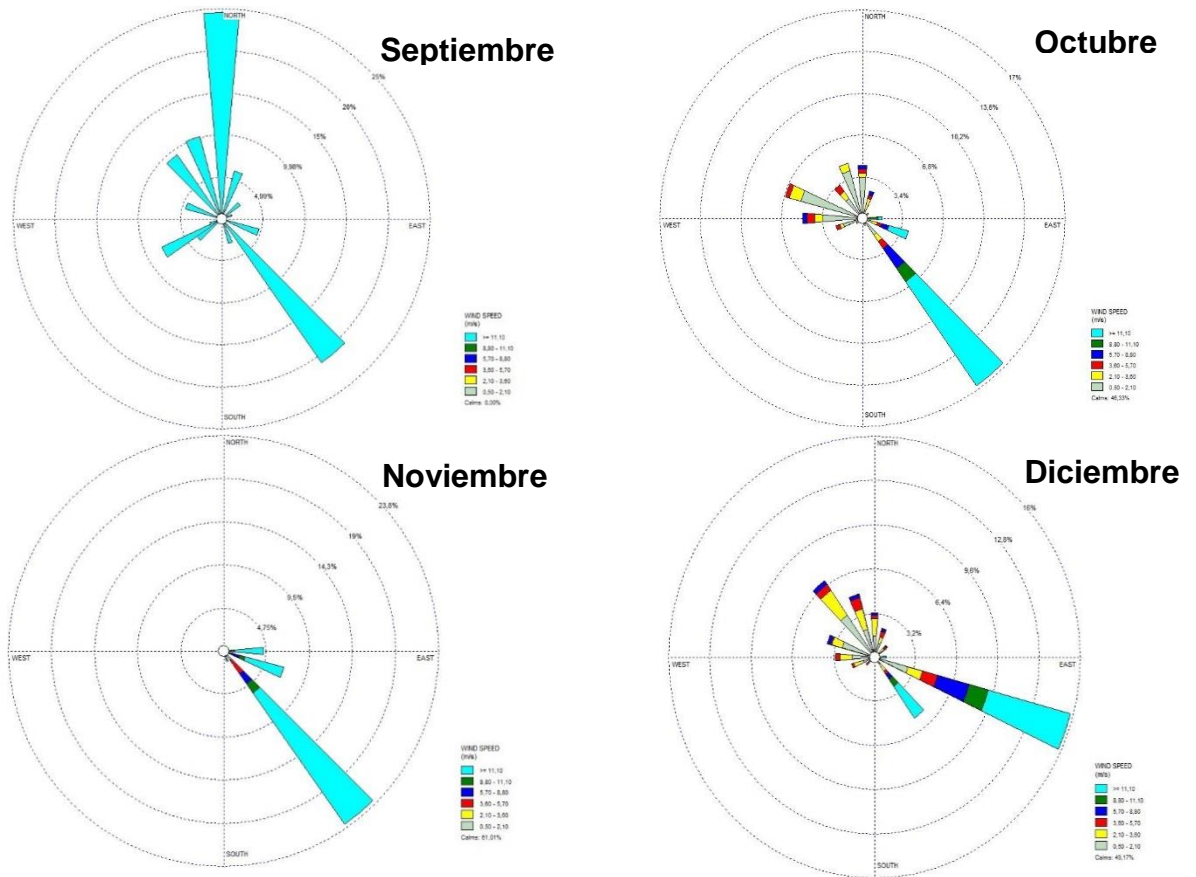 Septiembre
NORTH
25%
20%
15%
9,98%
4,99%
WEST
EAST
SOUTH
WIND SPEED
(m/s)
>= 11,10
8,80 - 11,10
5,70 - 8,80
3,60 - 5,70
2,10 - 3,60
0,50 - 2,10
Calms: 0,00%
Octubre
NORTH
17%
13,6%
10,2%
6,8%
3,4%
WEST
EAST
SOUTH
WIND SPEED
(m/s)
>= 11,10
8,80 - 11,10
5,70 - 8,80
3,60 - 5,70
2,10 - 3,60
0,50 - 2,10
Calms: 46,33%
Noviembre
NORTH
23,8%
19%
14,3%
9,5%
4,75%
WEST
EAST
SOUTH
WIND SPEED
(m/s)
>= 11,10
8,80 - 11,10
5,70 - 8,80
3,60 - 5,70
2,10 - 3,60
0,50 - 2,10
Calms: 61,01%
Diciembre
NORTH
16%
12,8%
9,6%
6,4%
3,2%
WEST
EAST
SOUTH
WIND SPEED
(m/s)
>= 11,10
8,80 - 11,10
5,70 - 8,80
3,60 - 5,70
2,10 - 3,60
0,50 - 2,10